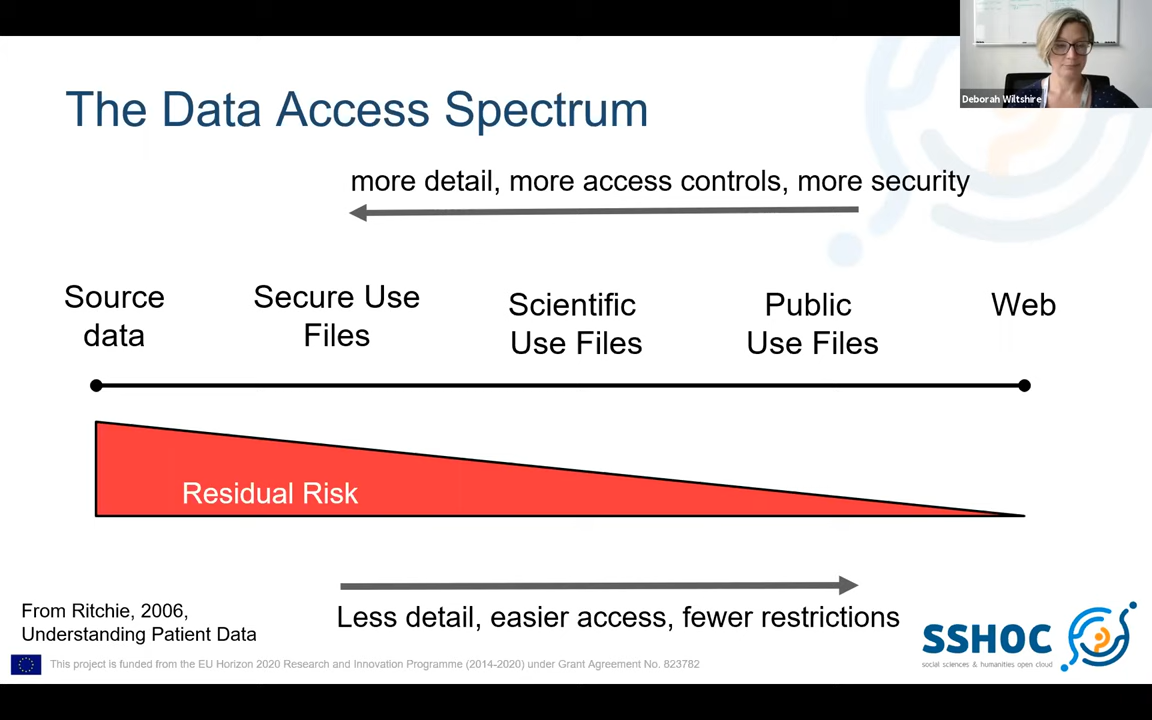 Deborah Wiltshire
The Data Access Spectrum
more detail, more access controls, more security
Source
data
Secure Use
Files
Scientific
Use Files
Public
Use Files
Web
Residual Risk
Less detail, easier access, fewer restrictions
From Ritchie, 2006,
Understanding Patient Data
SSHOC
social sciences & humanities open cloud
This project is funded from the EU Horizon 2020 Research and Innovation Programme (2014-2020) under Grant Agreement No. 823782